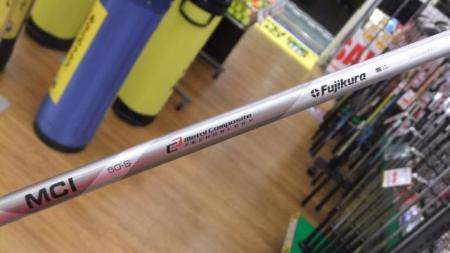 MCI
50-S
Metal Composite
TECHNOLOGY
Fujikura